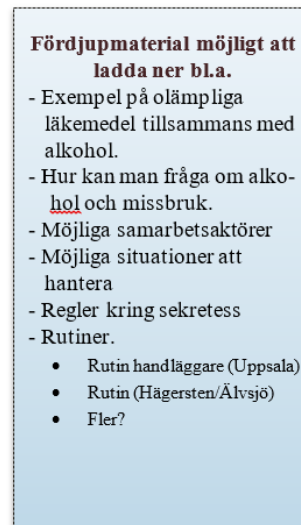 Fördjupmaterial möjligt att
ladda ner bl.a.
- Exempel på olämpliga
läkemedel tillsammans med
alkohol.
- Hur kan man fråga om alko-
hol och missbruk.
- Möjliga samarbetsaktörer
- Möjliga situationer att
hantera
- Regler kring sekretess
- Rutiner.
• Rutin handläggare (Uppsala)
• Rutin (Hägersten/Älvsjö)
• Fler?